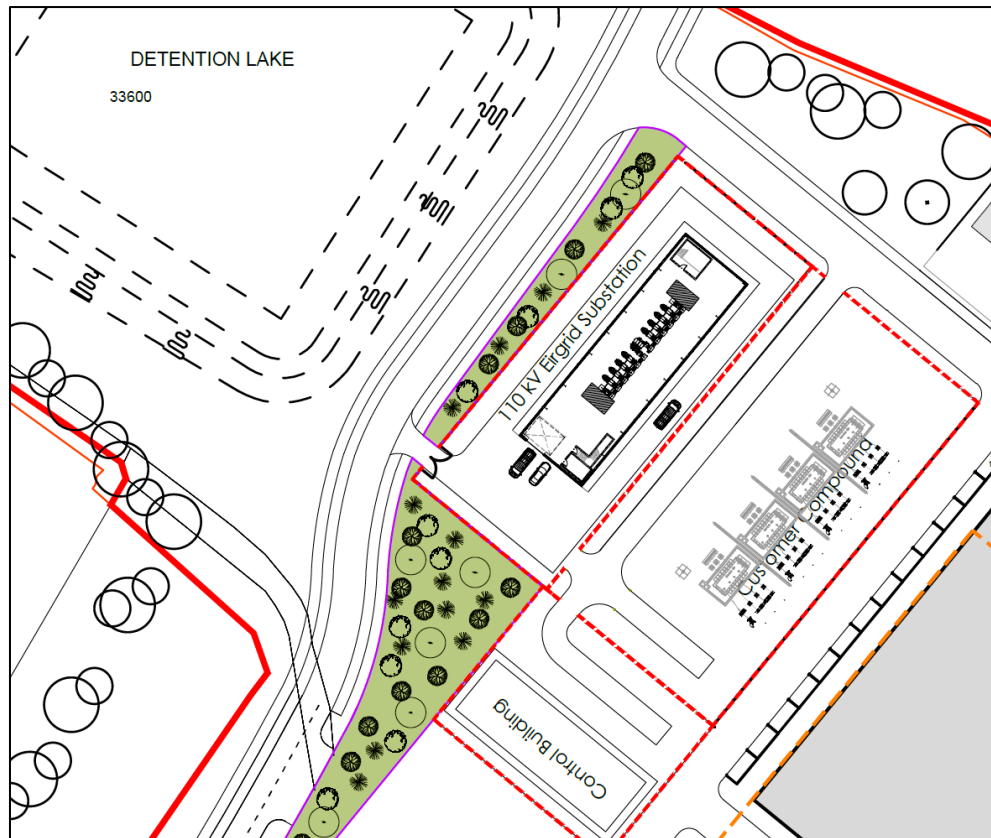 DETENTION LAKE
33600
110 kV Eirgrid Substation
Customer Compound
Control Building